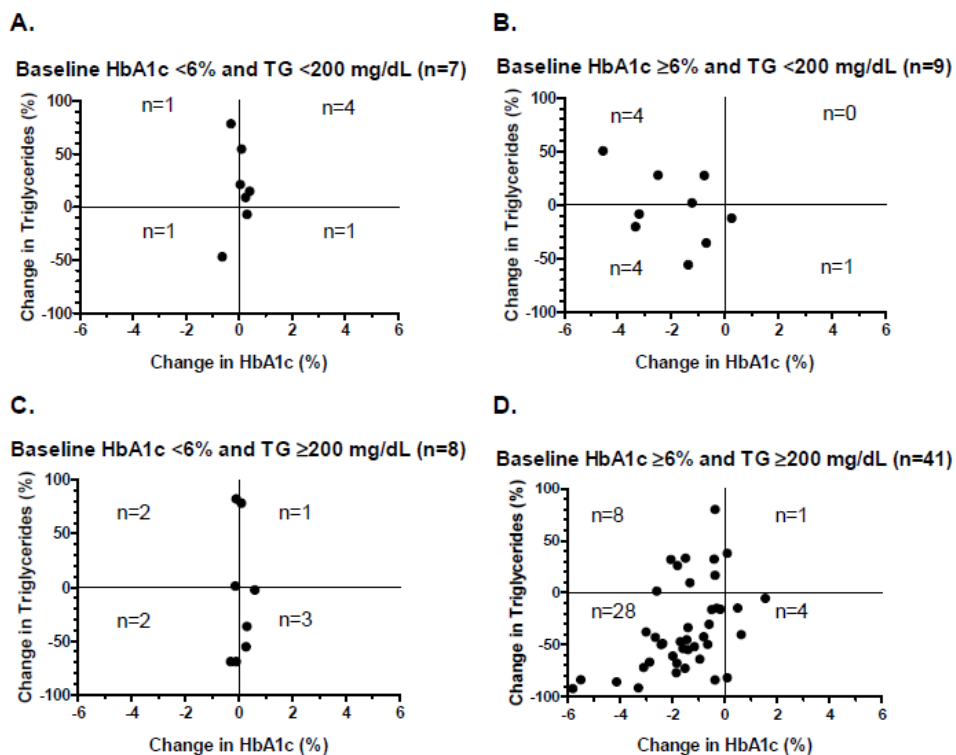 A.
Baseline HbA1c <6% and TG <200 mg/dL (n=7)
Change in Triglycerides (%)
100
50
0
-50
-100
n=1
n=4
n=1
n=1
-6
-4
-2
0
2
4
6
Change in HbA1c (%)
B.
Baseline HbA1c ≥6% and TG <200 mg/dL (n=9)
Change in Triglycerides (%)
100
50
0
-50
-100
n=4
n=0
n=4
n=1
-6
-4
-2
0
2
4
6
Change in HbA1c (%)
C.
Baseline HbA1c <6% and TG ≥200 mg/dL (n=8)
Change in Triglycerides (%)
100
50
0
-50
-100
n=2
n=1
n=2
n=3
-6
-4
-2
0
2
4
6
Change in HbA1c (%)
D.
Baseline HbA1c ≥6% and TG ≥200 mg/dL (n=41)
Change in Triglycerides (%)
100
50
0
-50
-100
n=8
n=1
n=28
n=4
-6
-4
-2
0
2
4
6
Change in HbA1c (%)